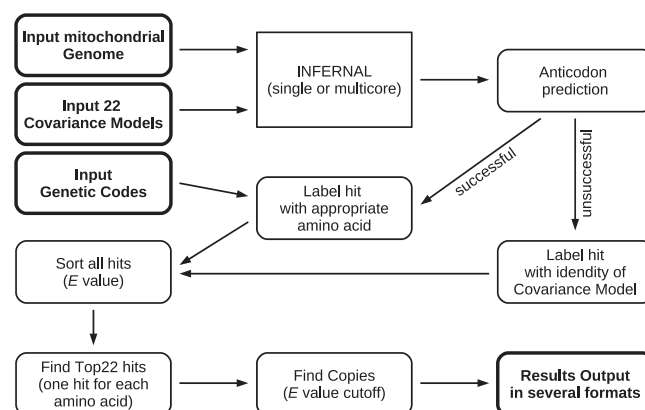 Input mitochondrial
Genome
INFERNAL
(single or multicore)
Anticodon
prediction
Input 22
Covariance Models
Input
Genetic Codes
successful
unsuccessful
Label hit
with appropriate
amino acid
Sort all hits
(E value)
Label hit
with idendity of
Covariance Model
Find Top22 hits
(one hit for each
amino acid)
Find Copies
(E value cutoff)
Results Output
in several formats